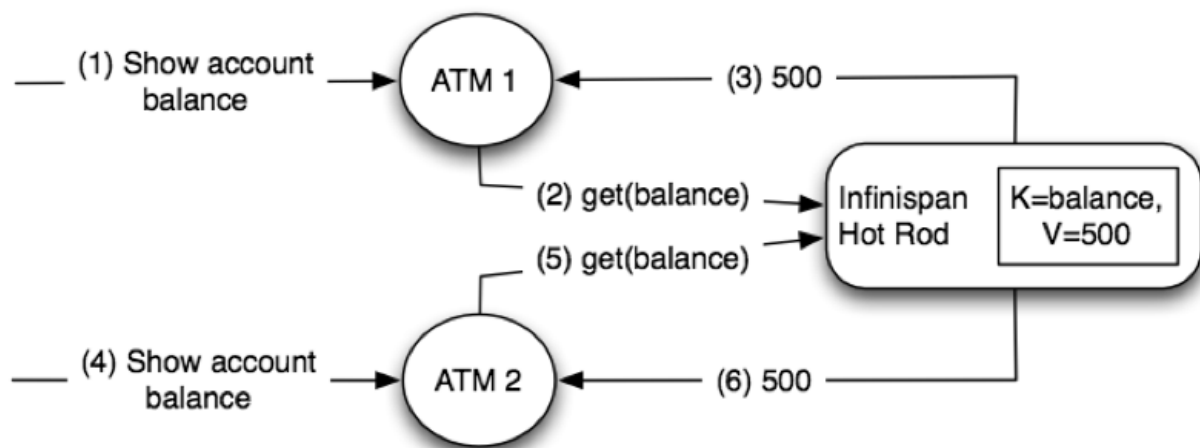 (1) Show account
balance
ATM 1
(3) 500
(2) get(balance)
Infinispan
Hot Rod
K=balance,
V=500
(5) get(balance)
(4) Show account
balance
ATM 2
(6) 500